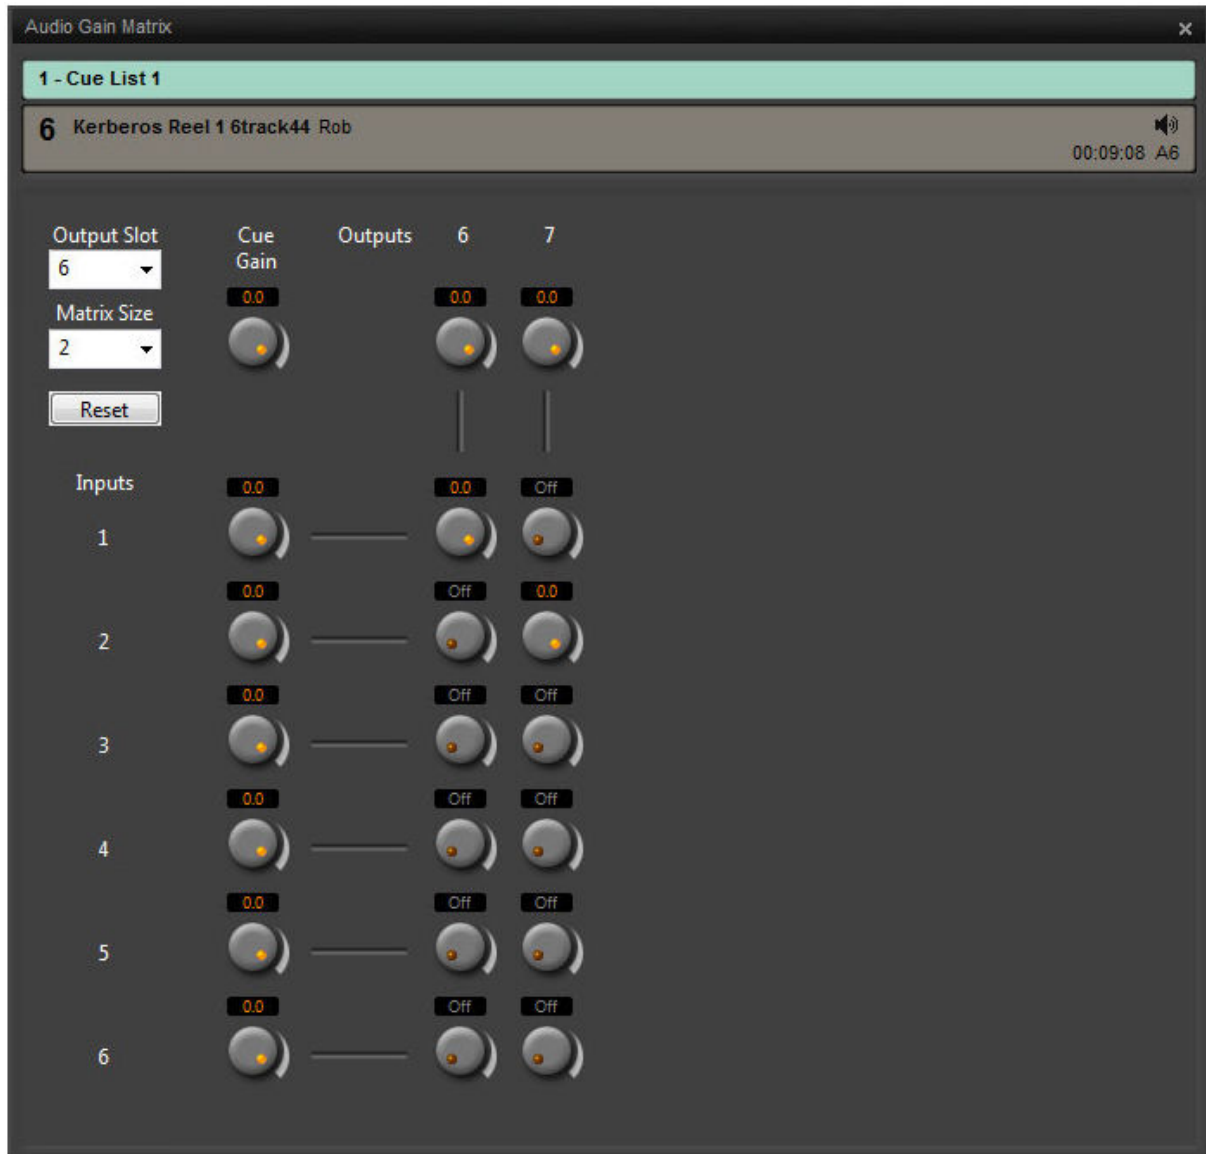 Audio Gain Matrix
1 - Cue List 1
6 Kerberos Reel 1 6track44 Rob
00:09:08 A6
Output Slot Cue Gain Outputs 6 7
6
0.0 0.0 0.0
Matrix Size
2
Reset
Inputs 0.0 0.0 Off
1
0.0 Off 0.0
2
0.0 Off Off
3
0.0 Off Off
4
0.0 Off Off
5
0.0 Off Off
6